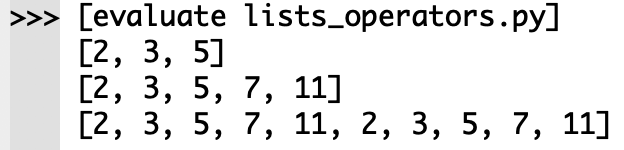 >>> [evaluate lists_operators.py]
[2, 3, 5]
[2, 3, 5, 7, 11]
[2, 3, 5, 7, 11, 2, 3, 5, 7, 11]